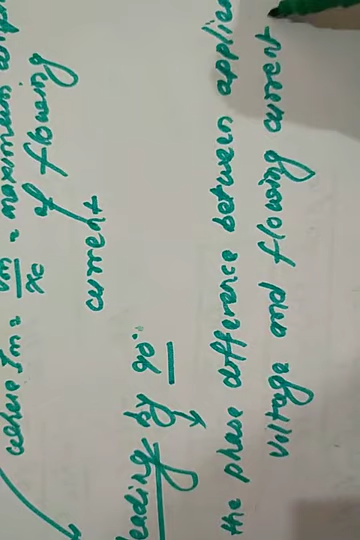 where Im = Vm/Xc = maximum
of flowing
current
leading by 90°
the phase difference between applied
voltage and flowing current